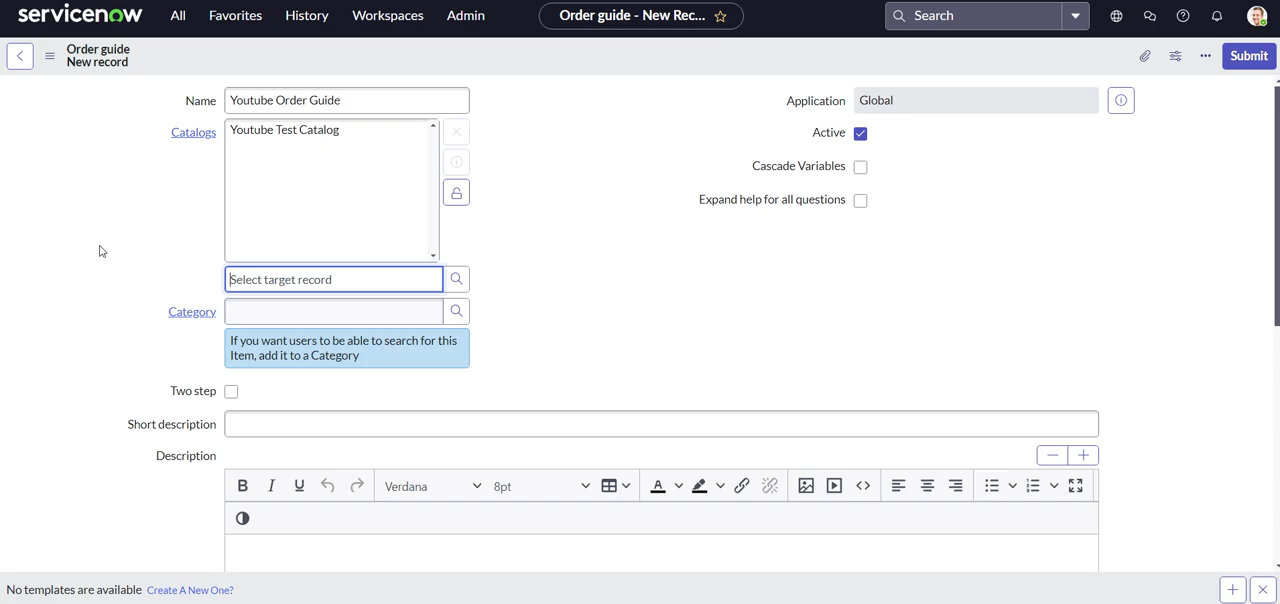 servicenow All Favorites History Workspaces Admin Order guide - New Rec... Search
Order guide
New record
Submit
Name Youtube Order Guide Application Global
Catalogs Youtube Test Catalog Active
Cascade Variables
Expand help for all questions
Select target record
Category
If you want users to be able to search for this
Item, add it to a Category
Two step
Short description
Description
B I U Verdana 8pt A
No templates are available Create A New One?